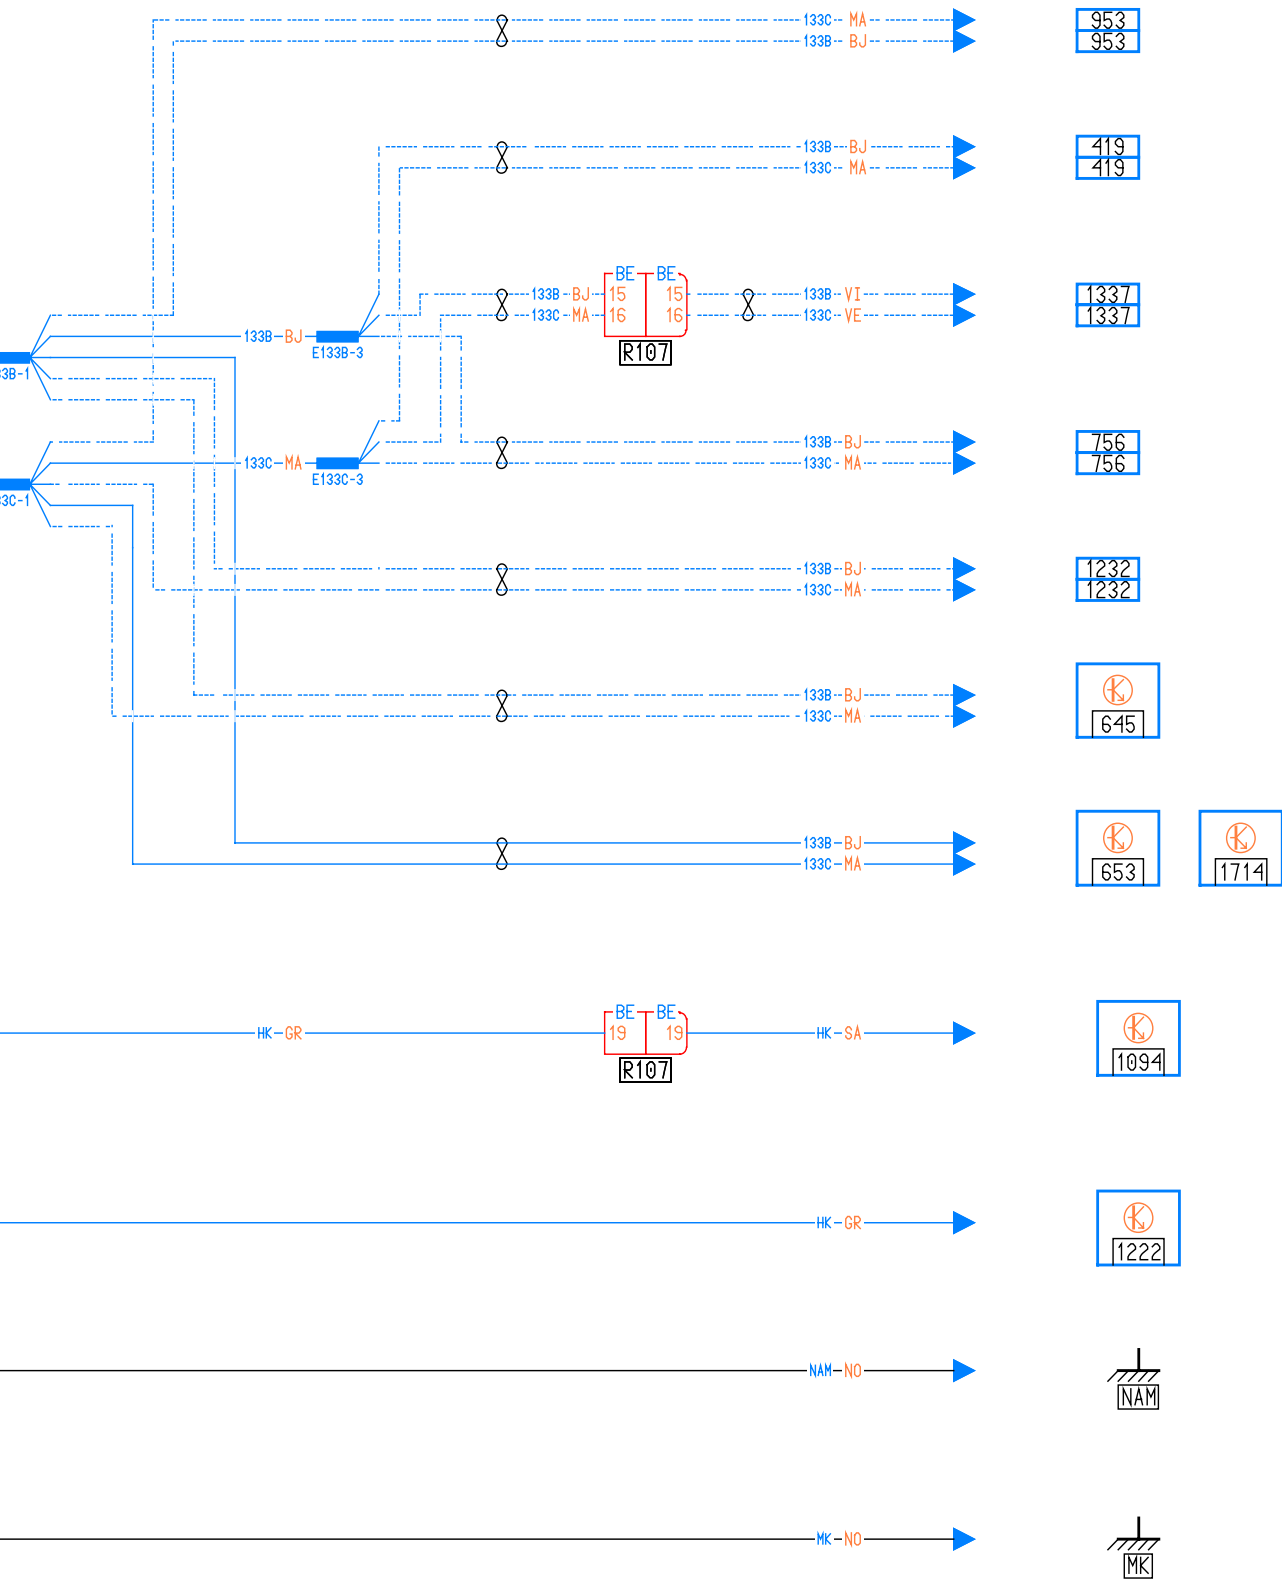 133C MA 953
133B BJ 953
133B BJ 419
133C MA 419
BE BE
133B BJ 15 15 133B VI 1337
133C MA 16 16 133C VE 1337
R107
133B BJ
E133B-3
33B-1
133B BJ 756
133C MA 133C MA 756
E133C-3
33C-1
133B BJ 1232
133C MA 1232
133B BJ
133C MA
645
133B BJ
133C MA
653 1714
BE BE
HK GR 19 19 HK SA
R107
1094
HK GR
1222
NAM NO
NAM
MK NO
MK